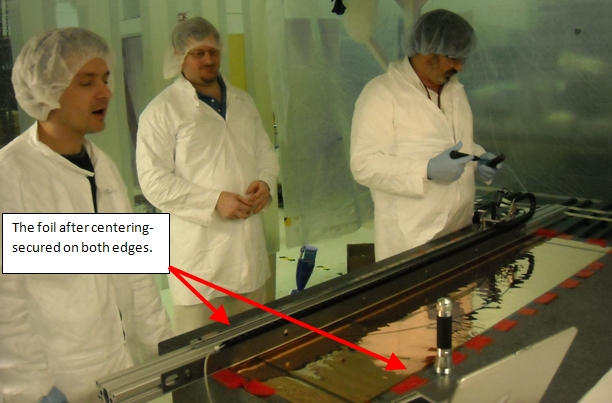 The foil after centering-
secured on both edges.